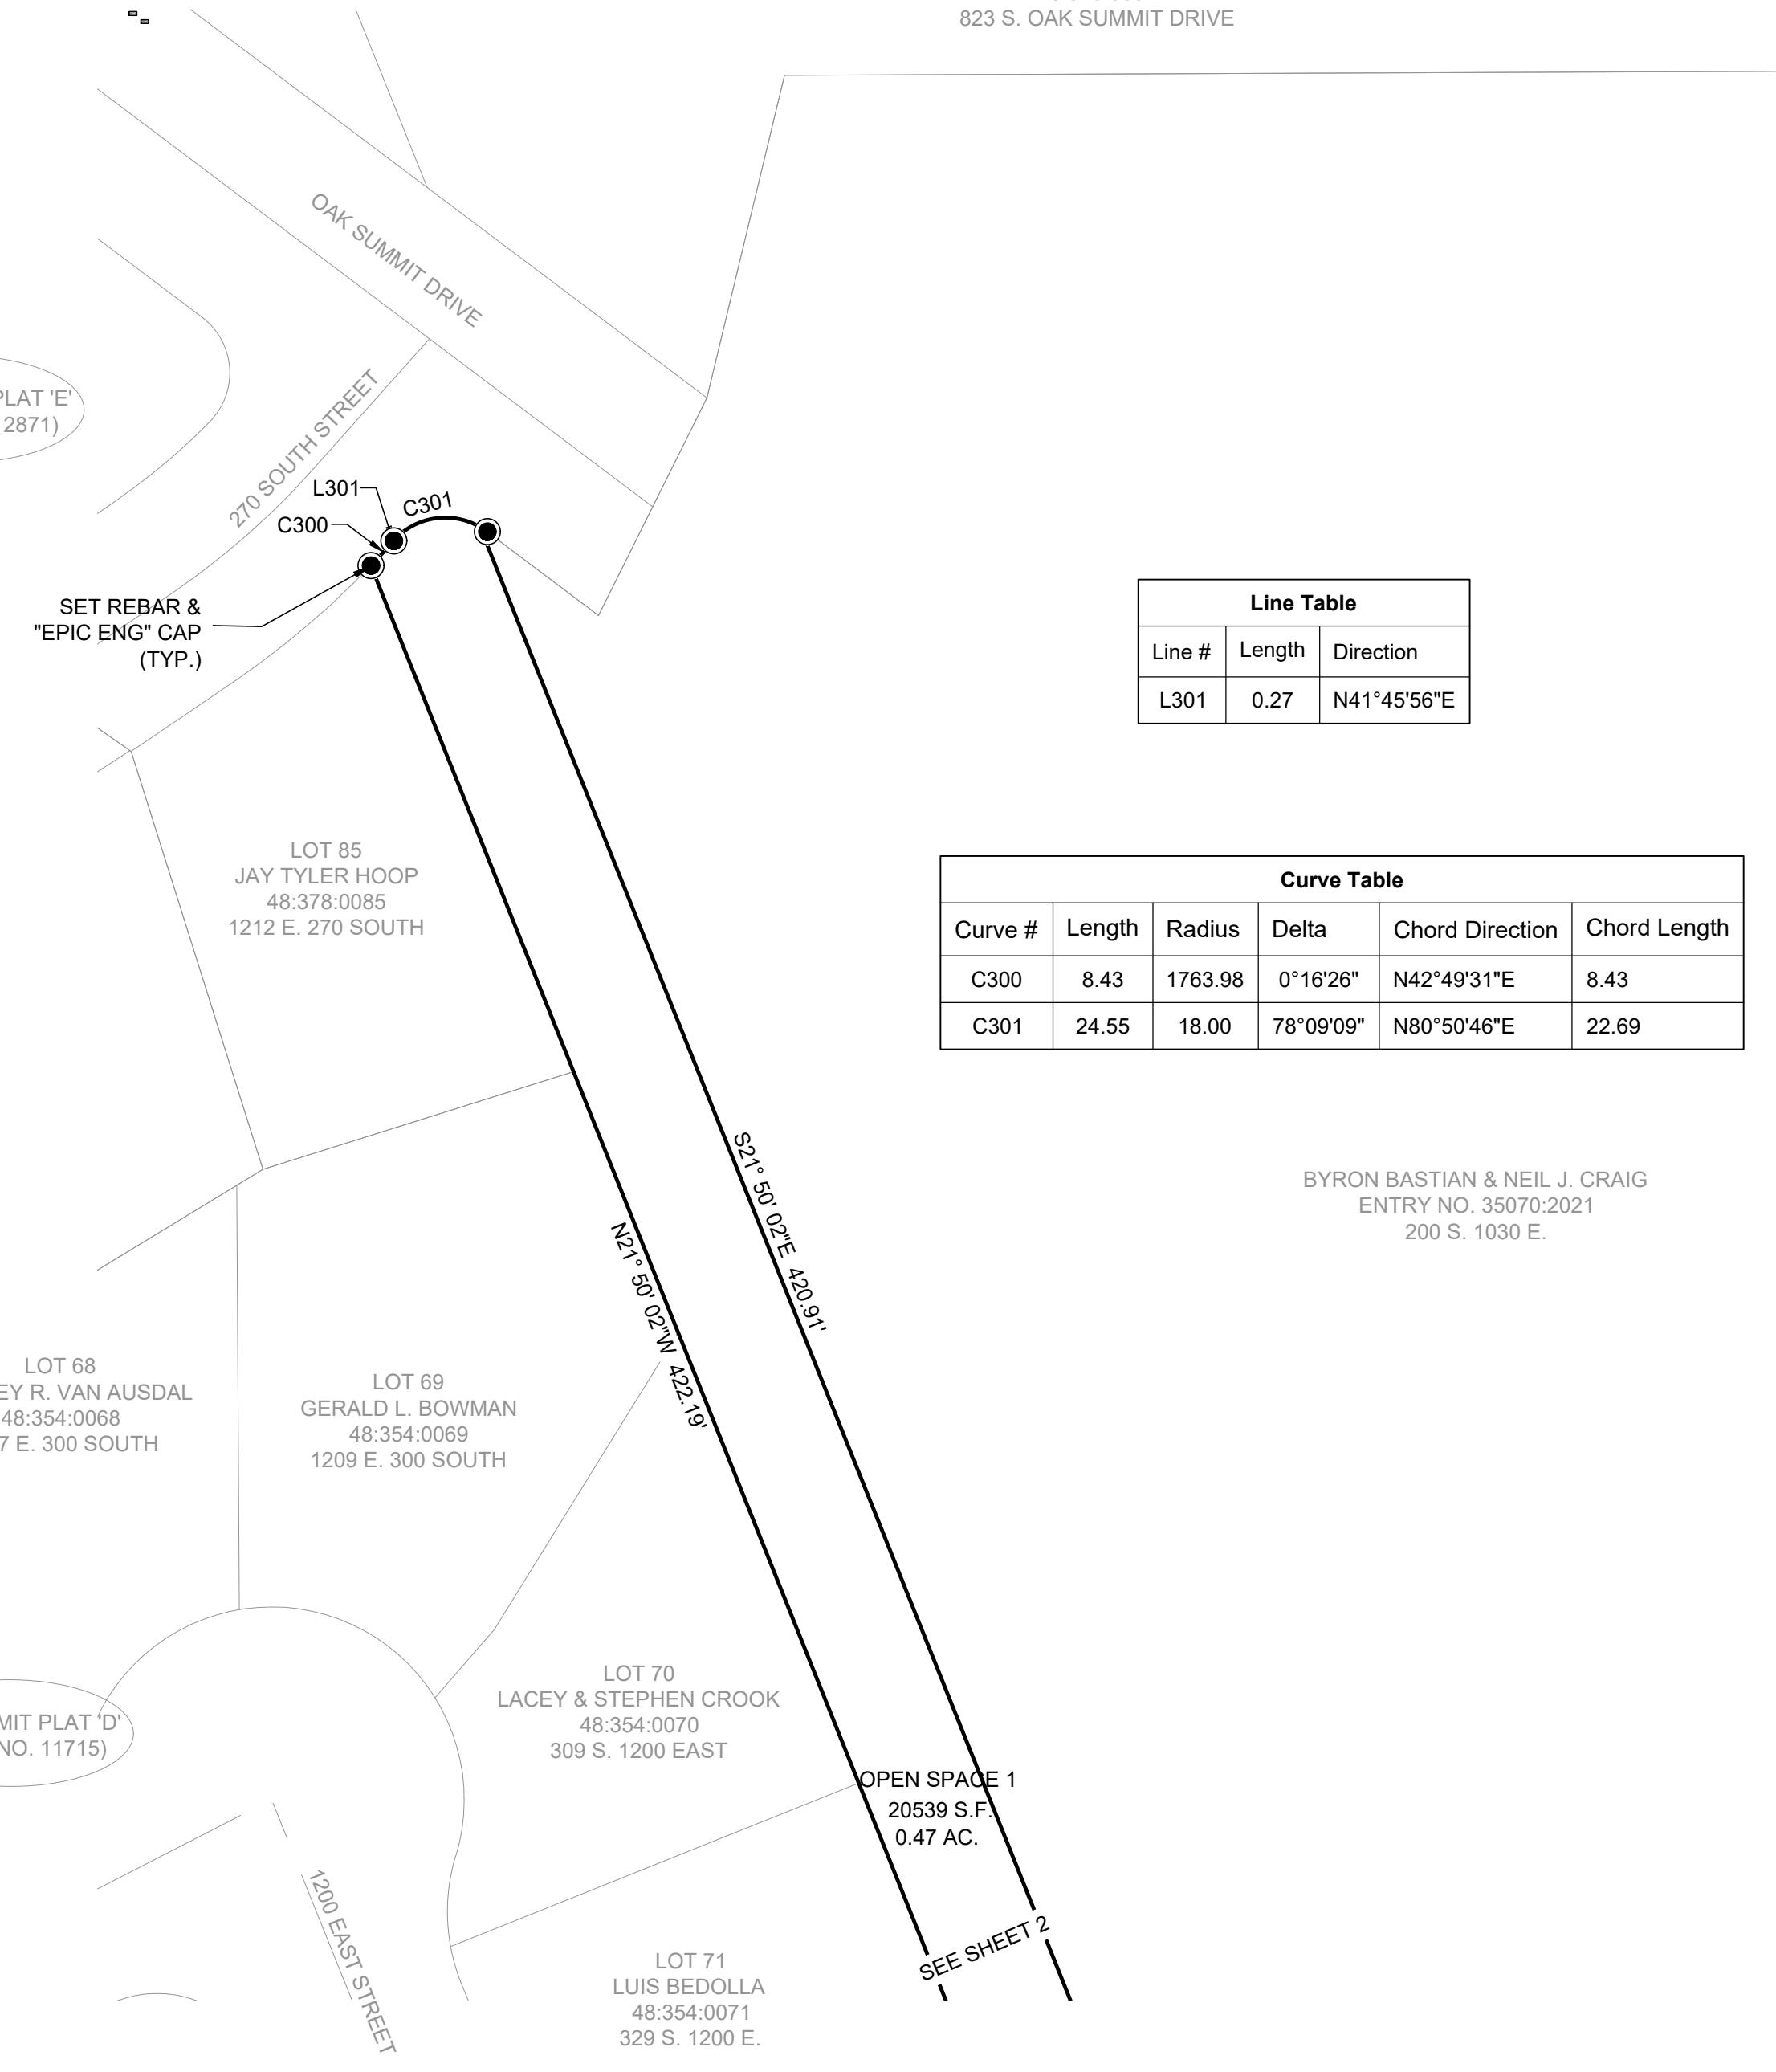 823 S. OAK SUMMIT DRIVE
OAK SUMMIT DRIVE
PLAT 'E'
2871)
270 SOUTH STREET
L301
C301
C300
SET REBAR &
"EPIC ENG" CAP
(TYP.)
Line Table
Line # Length Direction
L301 0.27 N41°45'56"E
LOT 85
JAY TYLER HOOP
48:378:0085
1212 E. 270 SOUTH
Curve Table
Curve # Length Radius Delta Chord Direction Chord Length
C300 8.43 1763.98 0°16'26" N42°49'31"E 8.43
C301 24.55 18.00 78°09'09" N80°50'46"E 22.69
S21° 50' 02"E 420.91'
N21° 50' 02"W 422.19'
BYRON BASTIAN & NEIL J. CRAIG
ENTRY NO. 35070:2021
200 S. 1030 E.
LOT 68
EY R. VAN AUSDAL
48:354:0068
7 E. 300 SOUTH
LOT 69
GERALD L. BOWMAN
48:354:0069
1209 E. 300 SOUTH
LOT 70
LACEY & STEPHEN CROOK
48:354:0070
309 S. 1200 EAST
MIT PLAT 'D'
NO. 11715)
OPEN SPACE 1
20539 S.F.
0.47 AC.
1200 EAST STREET
SEE SHEET 2
LOT 71
LUIS BEDOLLA
48:354:0071
329 S. 1200 E.